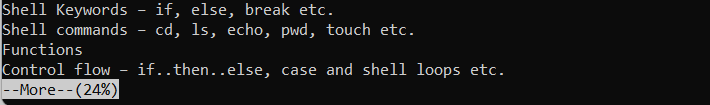 Shell Keywords – if, else, break etc.
Shell commands – cd, ls, echo, pwd, touch etc.
Functions
Control flow – if..then..else, case and shell loops etc.
--More--(24%)